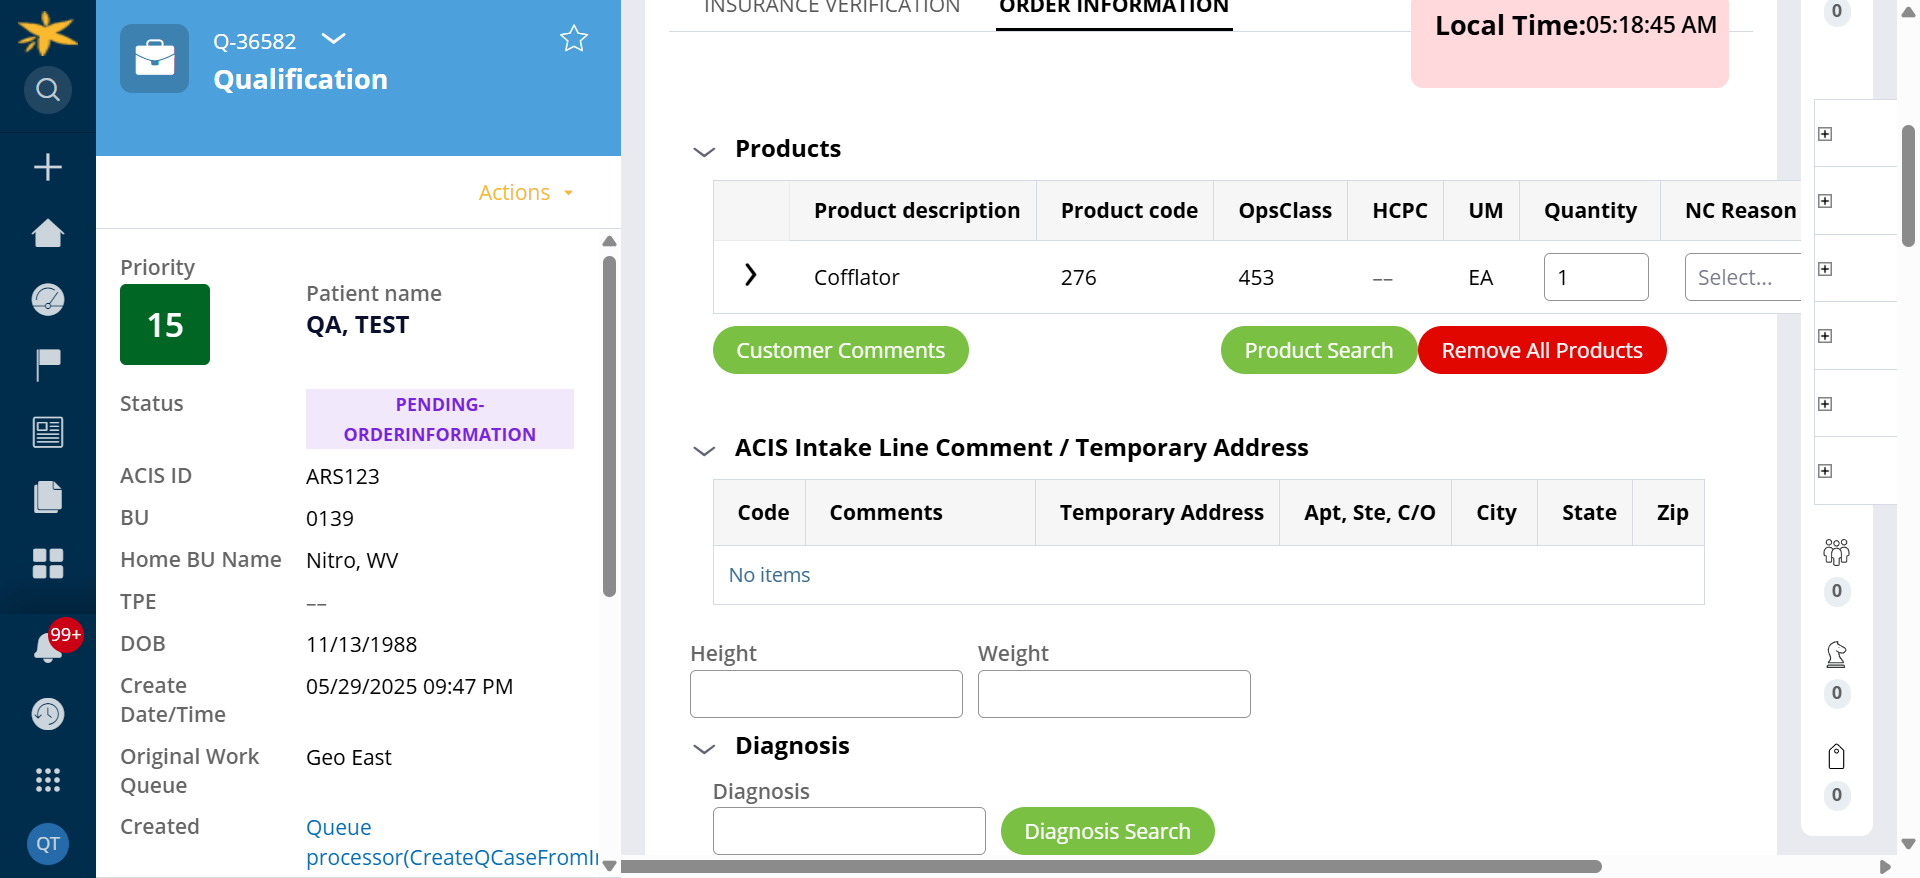 Q-36582
Qualification
Actions
Priority
15
Patient name
QA, TEST
Status
PENDING-
ORDERINFORMATION
ACIS ID
ARS123
BU
0139
Home BU Name
Nitro, WV
TPE
––
DOB
11/13/1988
Create
Date/Time
05/29/2025 09:47 PM
Original Work
Queue
Geo East
Created
Queue
processor(CreateQCaseFromI
99+
QT
INSURANCE VERIFICATION
ORDER INFORMATION
Local Time:05:18:45 AM
Products
Product description
Product code
OpsClass
HCPC
UM
Quantity
NC Reason
Cofflator
276
453
––
EA
1
Select...
Customer Comments
Product Search
Remove All Products
ACIS Intake Line Comment / Temporary Address
Code
Comments
Temporary Address
Apt, Ste, C/O
City
State
Zip
No items
Height
Weight
Diagnosis
Diagnosis
Diagnosis Search
0
0
0
0